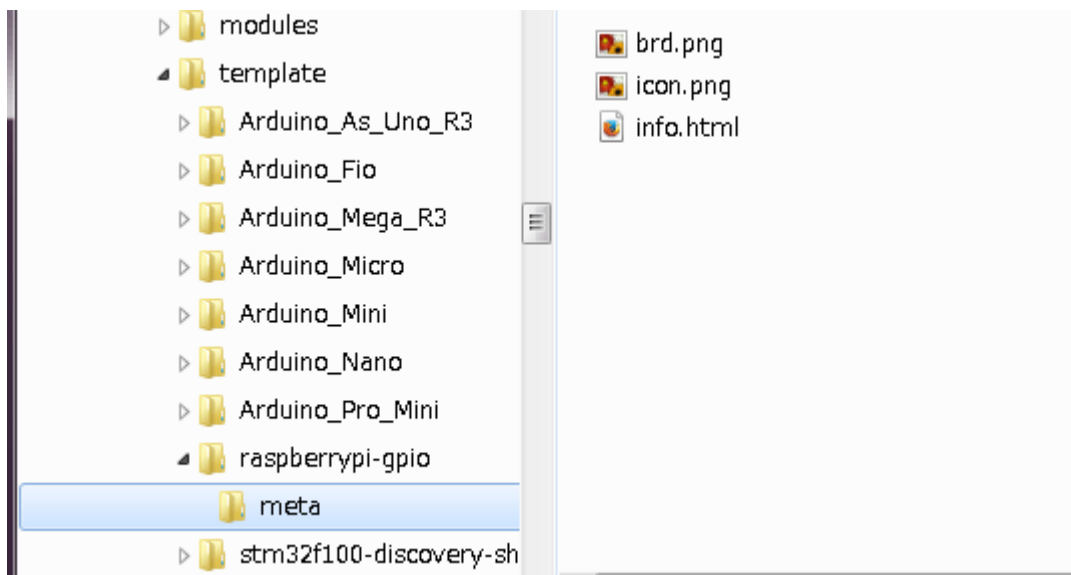 modules
template
Arduino_As_Uno_R3
Arduino_Fio
Arduino_Mega_R3
Arduino_Micro
Arduino_Mini
Arduino_Nano
Arduino_Pro_Mini
raspberrypi-gpio
meta
stm32f100-discovery-sh
brd.png
icon.png
info.html